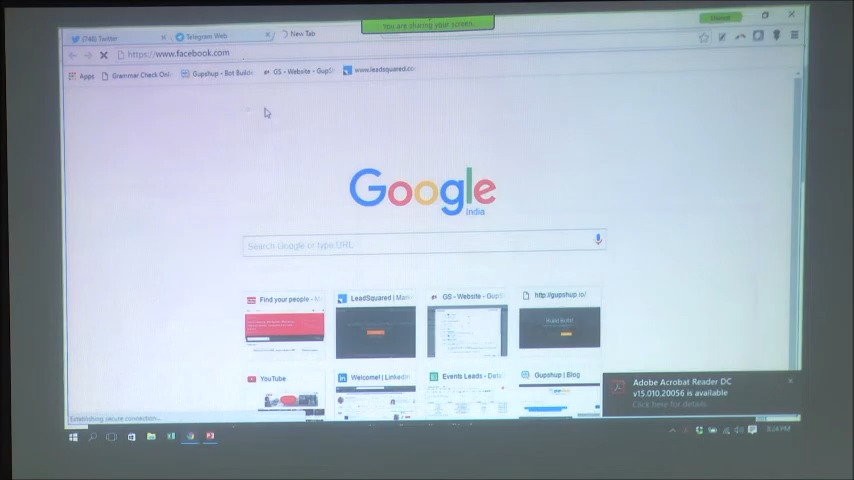 You are sharing your screen.
(748) Twitter
Telegram Web
New Tab
https://www.facebook.com
Apps
Grammar Check Onli
Gupshup - Bot Builde
GS - Website - GupS
www.leadsquared.co
Google
India
Search Google or type URL
Find your people -
LeadSquared | Mar
GS - Website - GupS
http://gupshup.io/
YouTube
Welcome! | LinkedIn
Events Leads - Data
Gupshup | Blog
Adobe Acrobat Reader DC
v15.010.20056 is available
Click here for details
Establishing secure connection...